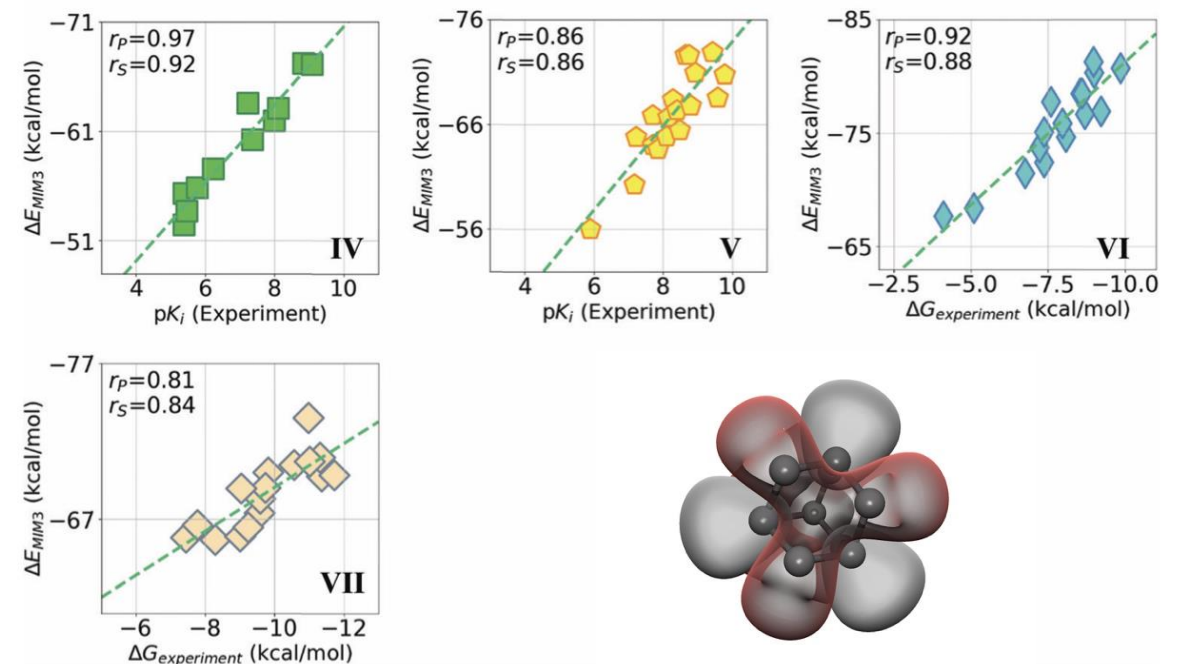 −71
−61
−51
ΔE_MIM3 (kcal/mol)
r_P=0.97
r_S=0.92
IV
4 6 8 10
pK_i (Experiment)
−76
−66
−56
ΔE_MIM3 (kcal/mol)
r_P=0.86
r_S=0.86
V
4 6 8 10
pK_i (Experiment)
−85
−75
−65
ΔE_MIM3 (kcal/mol)
r_P=0.92
r_S=0.88
VI
−2.5 −5.0 −7.5 −10.0
ΔG_experiment (kcal/mol)
−77
−67
ΔE_MIM3 (kcal/mol)
r_P=0.81
r_S=0.84
VII
−6 −8 −10 −12
ΔG_experiment (kcal/mol)